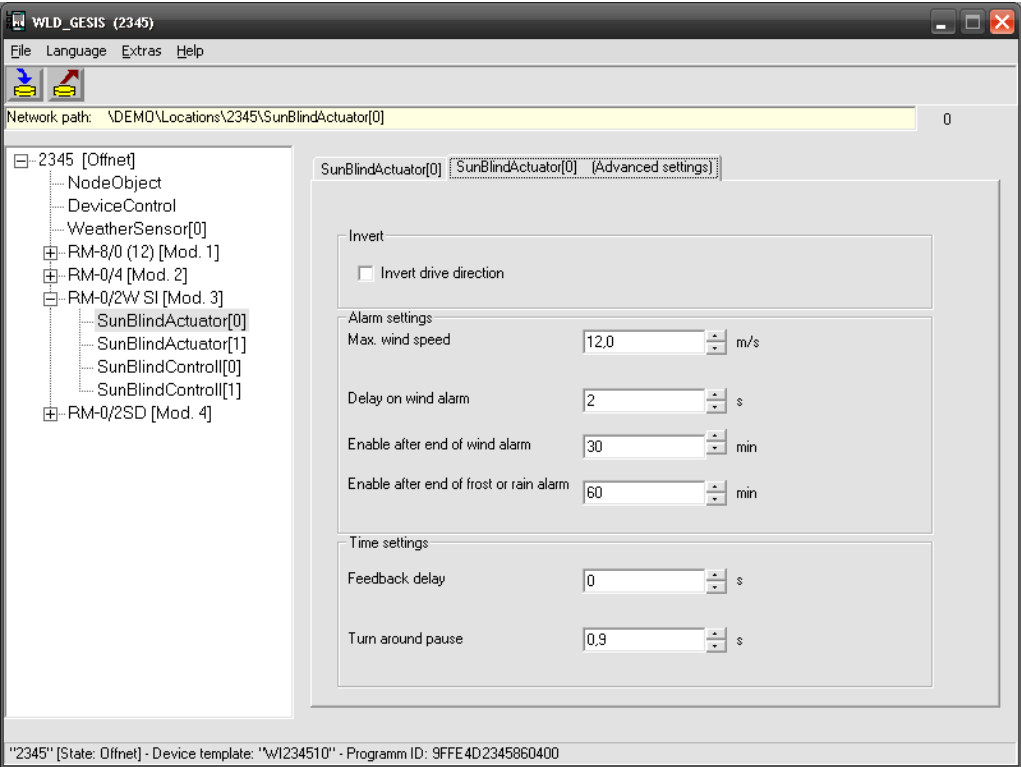 WLD_GESIS (2345)
File Language Extras Help
Network path: \DEMO\Locations\2345\SunBlindActuator[0]
0
2345 [Offnet]
NodeObject
DeviceControl
WeatherSensor[0]
RM-8/0 (12) [Mod. 1]
RM-0/4 [Mod. 2]
RM-0/2W SI [Mod. 3]
SunBlindActuator[0]
SunBlindActuator[1]
SunBlindControll[0]
SunBlindControll[1]
RM-0/2SD [Mod. 4]
SunBlindActuator[0]
SunBlindActuator[0] (Advanced settings)
Invert
Invert drive direction
Alarm settings
Max. wind speed 12,0 m/s
Delay on wind alarm 2 s
Enable after end of wind alarm 30 min
Enable after end of frost or rain alarm 60 min
Time settings
Feedback delay 0 s
Turn around pause 0,9 s
"2345" [State: Offnet] - Device template: "WI234510" - Programm ID: 9FFE4D2345860400